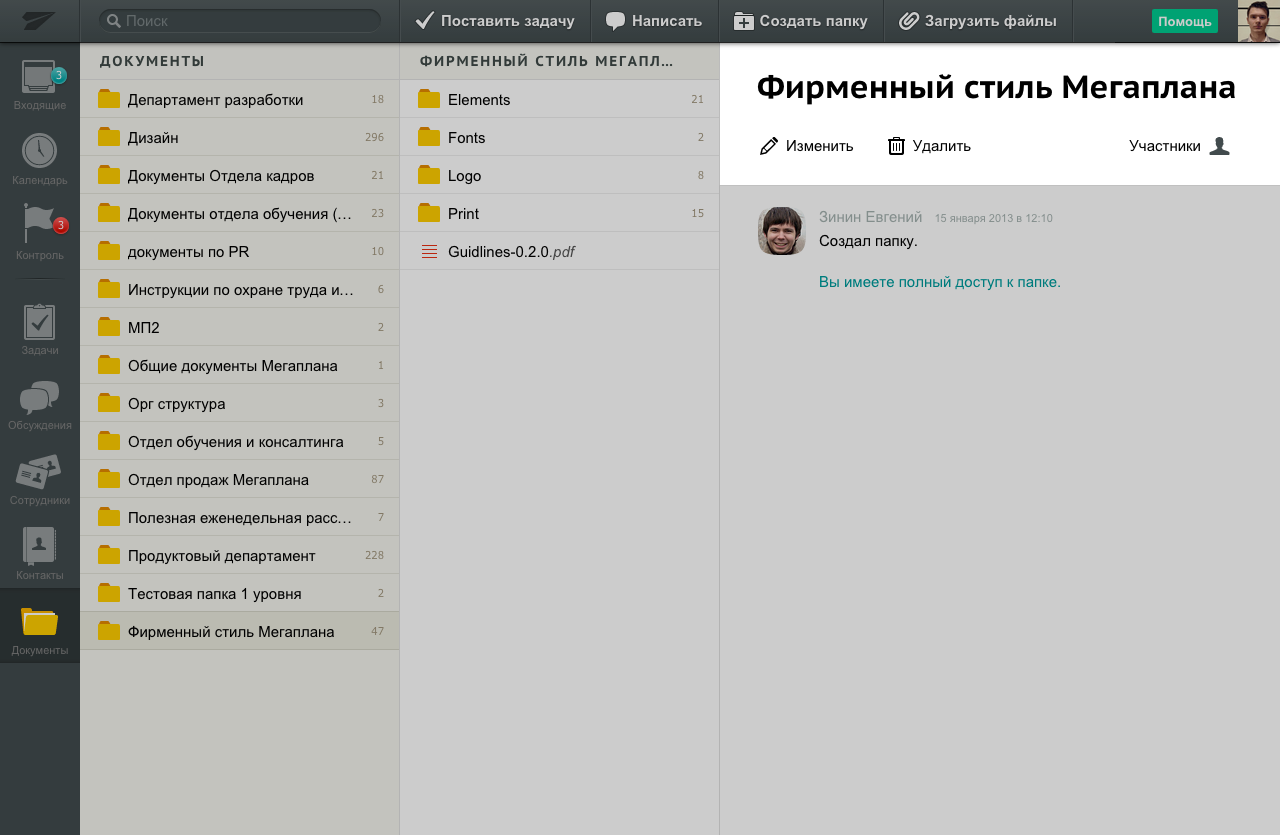 Поиск
Поставить задачу
Написать
Создать папку
Загрузить файлы
Помощь
3
Входящие
Календарь
3
Контроль
Задачи
Обсуждения
Сотрудники
Контакты
Документы
ДОКУМЕНТЫ
Департамент разработки 18
Дизайн 296
Документы Отдела кадров 21
Документы отдела обучения (... 23
документы по PR 10
Инструкции по охране труда и... 6
МП2 2
Общие документы Мегаплана 1
Орг структура 3
Отдел обучения и консалтинга 5
Отдел продаж Мегаплана 87
Полезная еженедельная расс... 7
Продуктовый департамент 228
Тестовая папка 1 уровня 2
Фирменный стиль Мегаплана 47
ФИРМЕННЫЙ СТИЛЬ МЕГАПЛ...
Elements 21
Fonts 2
Logo 8
Print 15
Guidlines-0.2.0.pdf
Фирменный стиль Мегаплана
Изменить
Удалить
Участники
Зинин Евгений 15 января 2013 в 12:10
Создал папку.
Вы имеете полный доступ к папке.